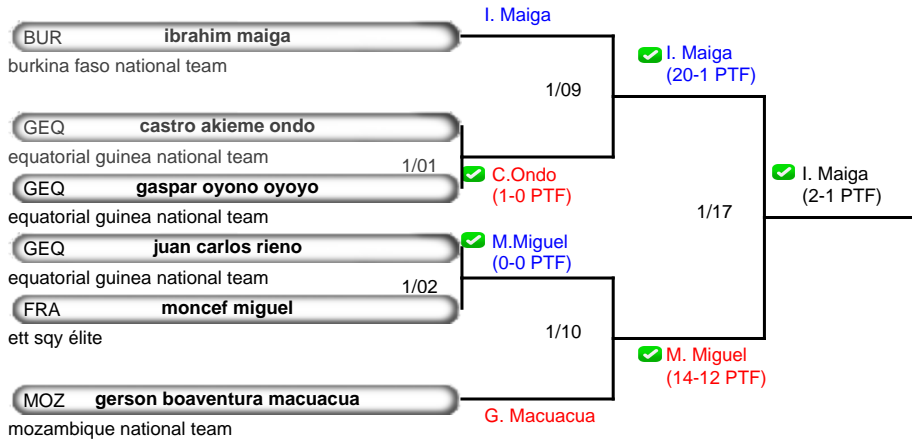 I. Maiga
BUR ibrahim maiga
burkina faso national team
I. Maiga
(20-1 PTF)
1/09
GEQ castro akieme ondo
equatorial guinea national team
1/01
C.Ondo
(1-0 PTF)
I. Maiga
(2-1 PTF)
GEQ gaspar oyono oyoyo
equatorial guinea national team
1/17
GEQ juan carlos rieno
M.Miguel
(0-0 PTF)
equatorial guinea national team
1/02
FRA moncef miguel
ett sqy élite
1/10
M. Miguel
(14-12 PTF)
MOZ gerson boaventura macuacua
G. Macuacua
mozambique national team